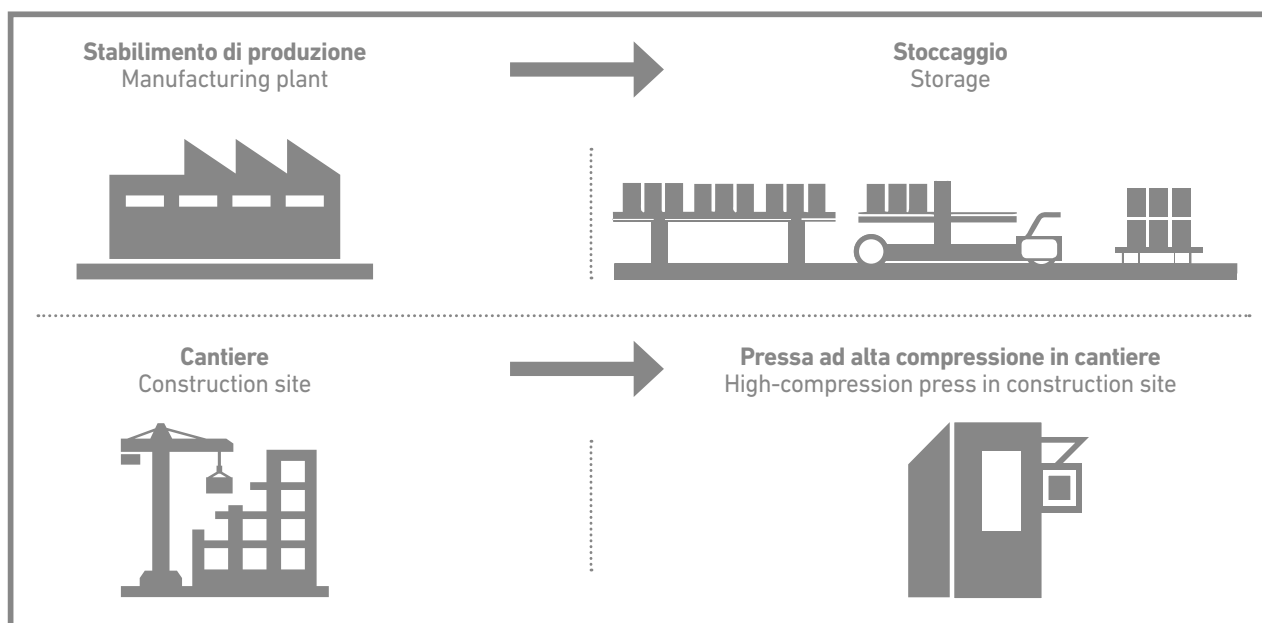 Stabilimento di produzione
Manufacturing plant
Stoccaggio
Storage
Cantiere
Construction site
Pressa ad alta compressione in cantiere
High-compression press in construction site